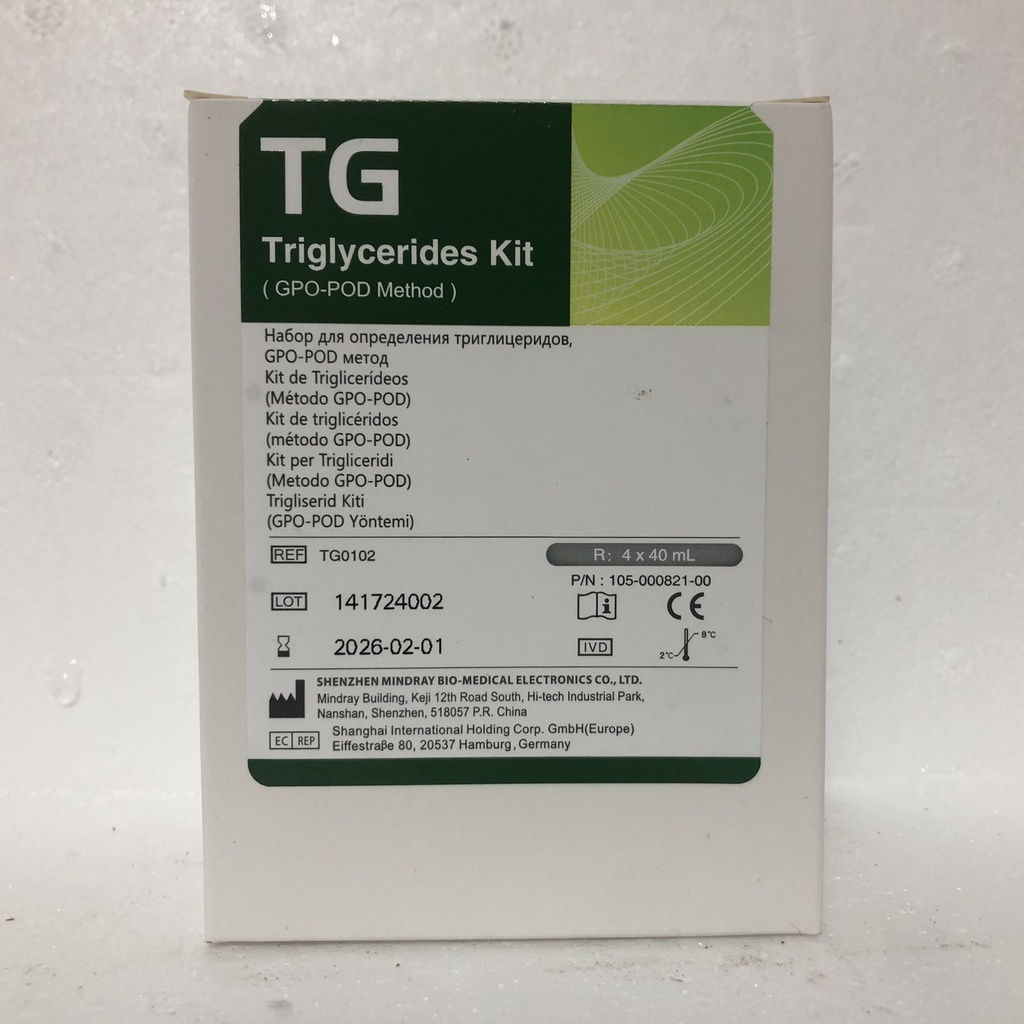 TG
Triglycerides Kit
( GPO-POD Method )
Набор для определения триглицеридов,
GPO-POD метод
Kit de Triglicerídeos
(Método GPO-POD)
Kit de triglicéridos
(método GPO-POD)
Kit per Trigliceridi
(Metodo GPO-POD)
Trigliserid Kiti
(GPO-POD Yöntemi)
REF TG0102
R: 4 x 40 mL
P/N : 105-000821-00
LOT 141724002
i CE
2026-02-01
IVD 2°C 8°C
SHENZHEN MINDRAY BIO-MEDICAL ELECTRONICS CO., LTD.
Mindray Building, Keji 12th Road South, Hi-tech Industrial Park,
Nanshan, Shenzhen, 518057 P.R. China
EC REP Shanghai International Holding Corp. GmbH(Europe)
Eiffestraβe 80, 20537 Hamburg, Germany